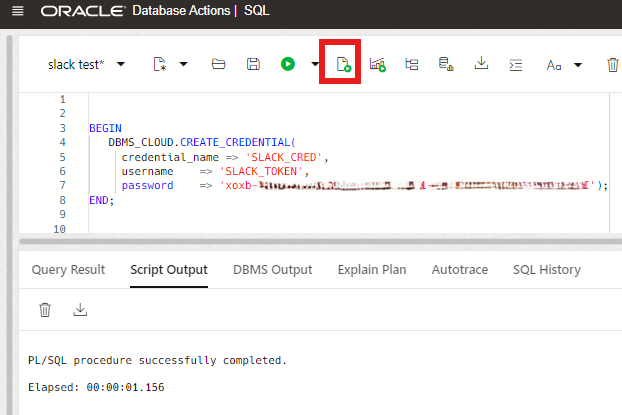 ORACLE Database Actions | SQL
slack test*
Aa
1
2
3 BEGIN
4 DBMS_CLOUD.CREATE_CREDENTIAL(
5 credential_name => 'SLACK_CRED',
6 username => 'SLACK_TOKEN',
7 password => 'xoxb- ');
8 END;
9
10
Query Result Script Output DBMS Output Explain Plan Autotrace SQL History
PL/SQL procedure successfully completed.
Elapsed: 00:00:01.156